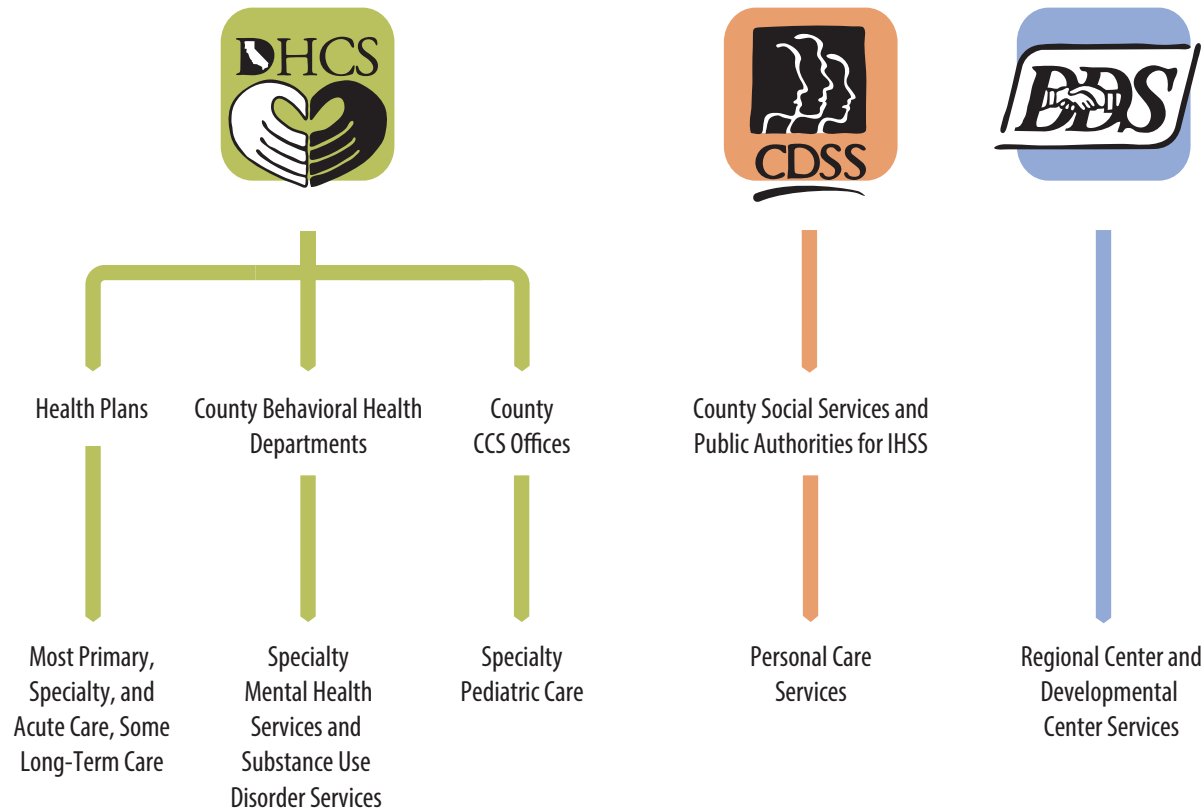 DHCS
CDSS
DDS
Health Plans
County Behavioral Health
Departments
County
CCS Offices
County Social Services and
Public Authorities for IHSS
Most Primary,
Specialty, and
Acute Care, Some
Long-Term Care
Specialty
Mental Health
Services and
Substance Use
Disorder Services
Specialty
Pediatric Care
Personal Care
Services
Regional Center and
Developmental
Center Services